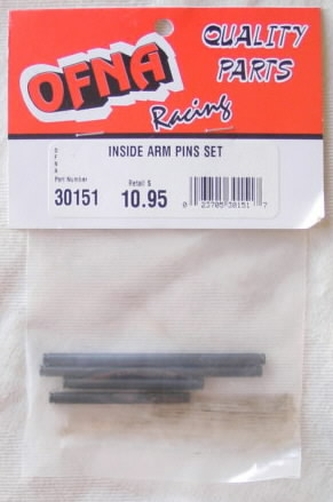 OFNA
Racing
QUALITY
PARTS
OFNA
INSIDE ARM PINS SET
Part Number
30151
Retail $
10.95
0 23705 30151 7